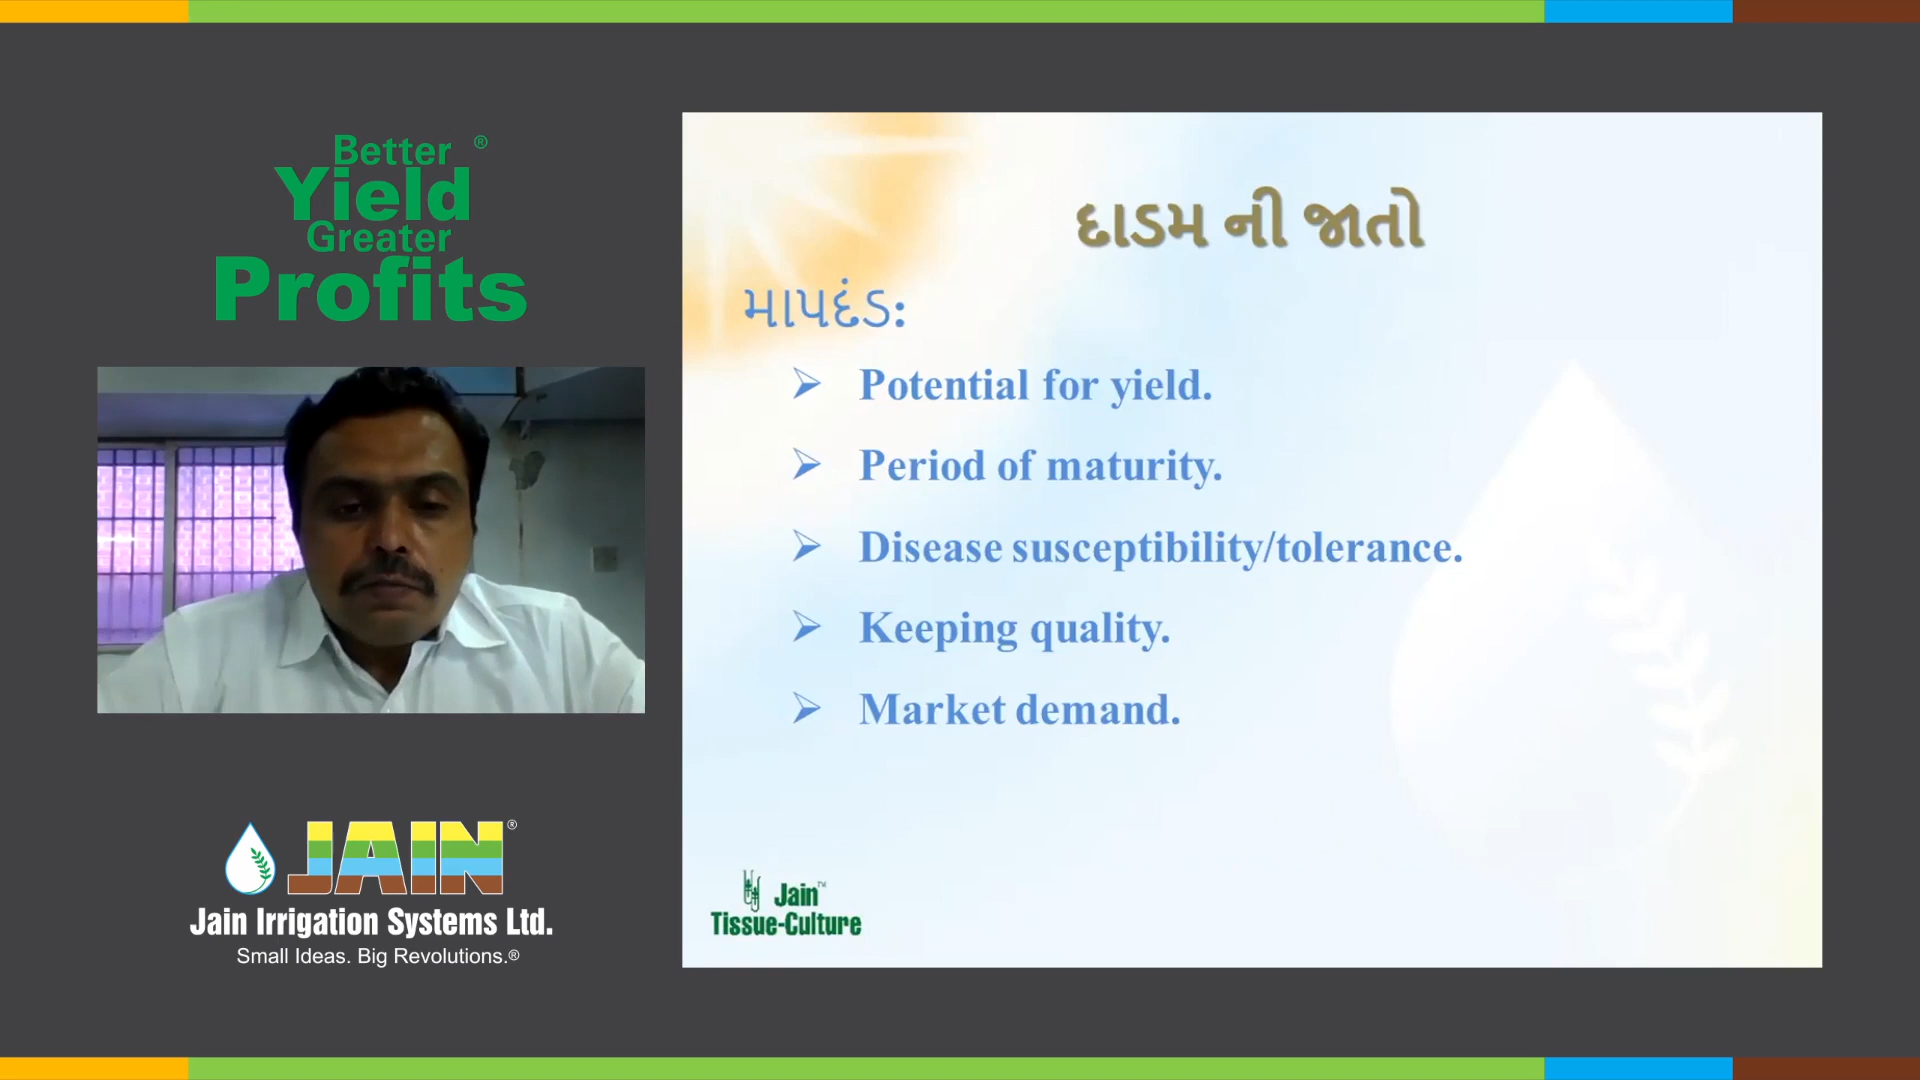 Better ®
Yield
Greater
Profits
JAIN®
Jain Irrigation Systems Ltd.
Small Ideas. Big Revolutions.®
દાડમ ની જાતો
માપદંડ:
➢ Potential for yield.
➢ Period of maturity.
➢ Disease susceptibility/tolerance.
➢ Keeping quality.
➢ Market demand.
Jain™
Tissue-Culture